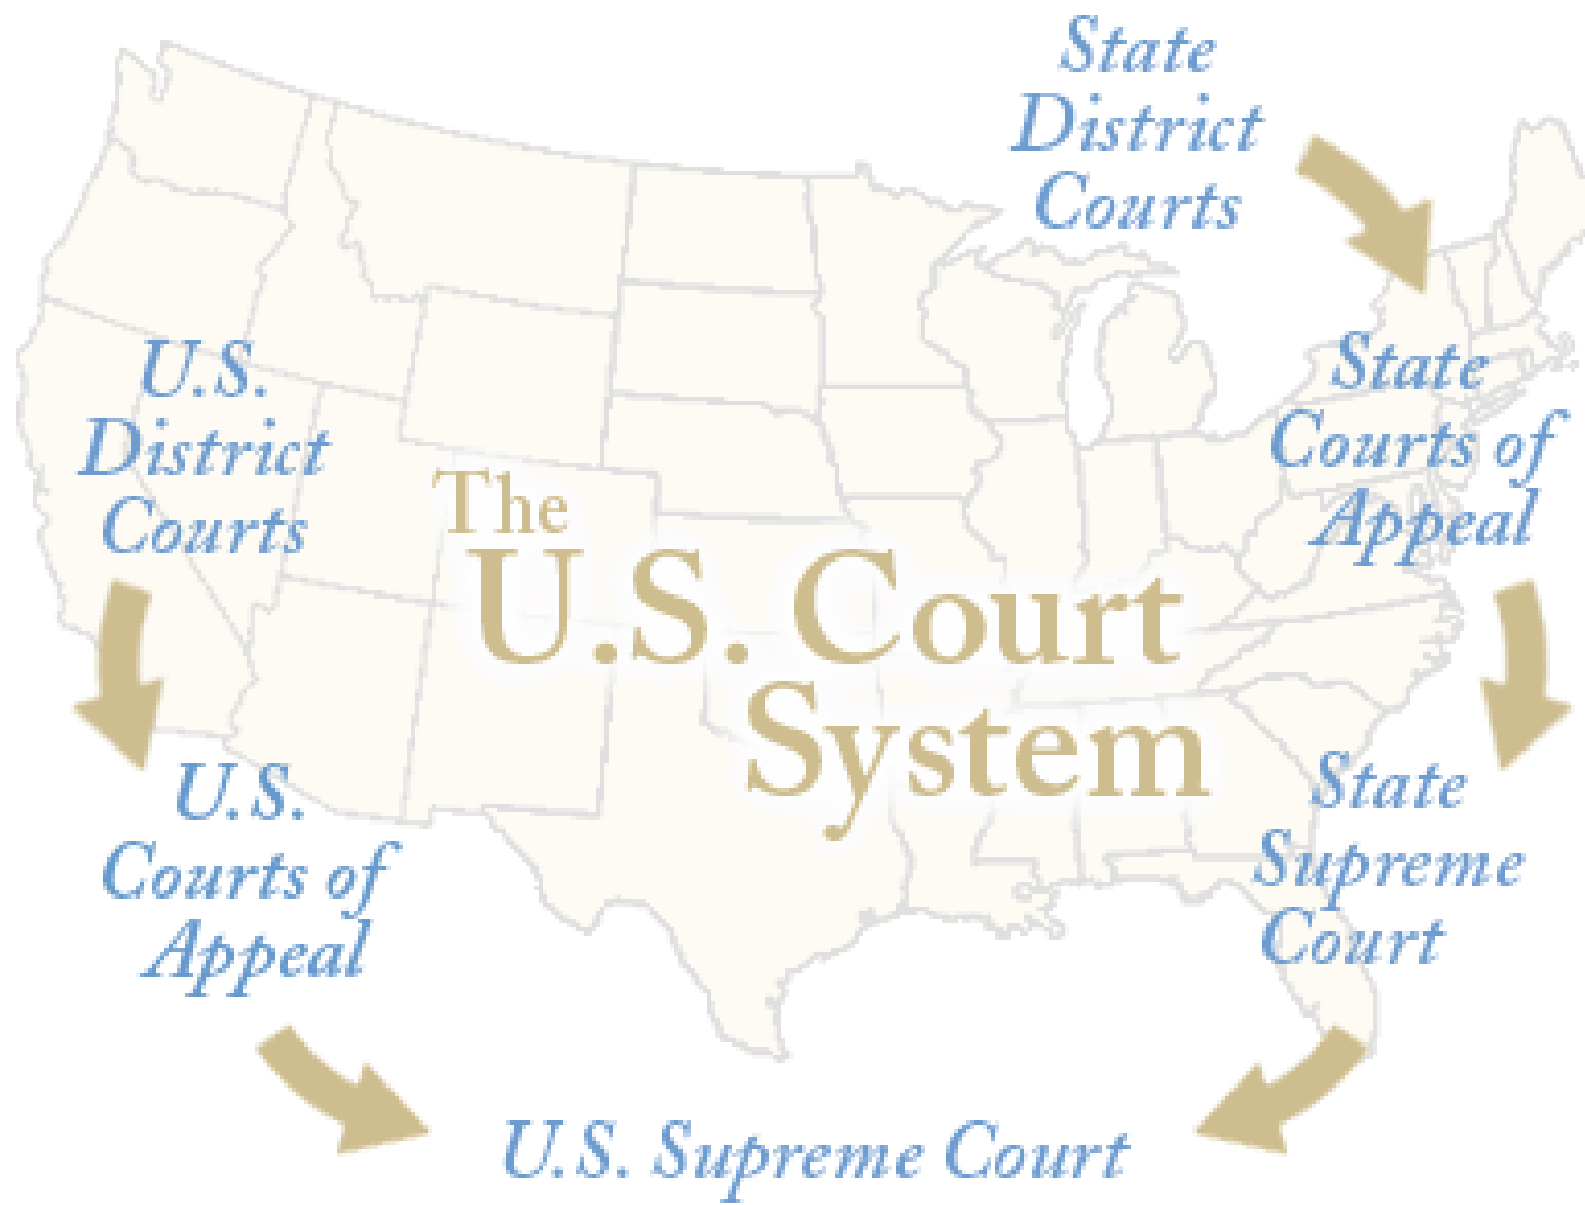 State
District
Courts
U.S.
District
Courts
State
Courts of
Appeal
The
U.S. Court
System
U.S.
Courts of
Appeal
State
Supreme
Court
U.S. Supreme Court